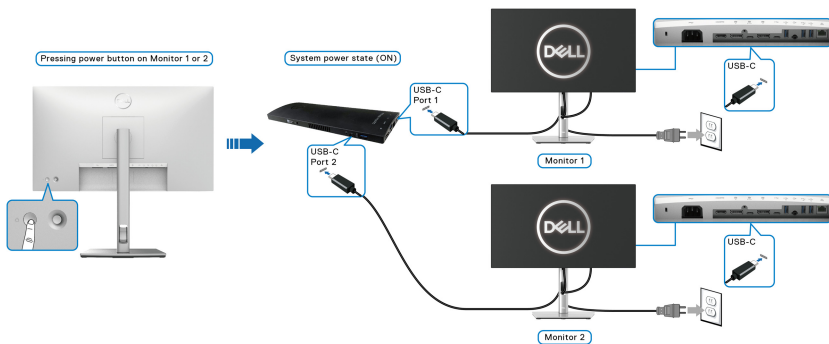 Pressing power button on Monitor 1 or 2
System power state (ON)
USB-C
Port 1
USB-C
Port 2
DELL
USB-C
Monitor 1
DELL
USB-C
Monitor 2